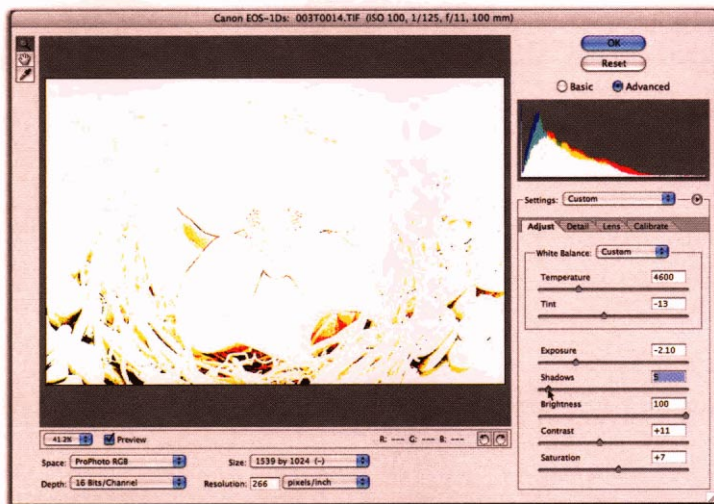 Canon EOS-1Ds: 003T0014.TIF (ISO 100, 1/125, f/11, 100 mm)
OK
Reset
Basic Advanced
Settings: Custom
Adjust Detail Lens Calibrate
White Balance: Custom
Temperature 4600
Tint -13
Exposure -2.10
Shadows 5
Brightness 100
Contrast +11
Saturation +7
41.2% Preview R: --- G: --- B: ---
Space: ProPhoto RGB Size: 1539 by 1024 (-)
Depth: 16 Bits/Channel Resolution: 266 pixels/inch